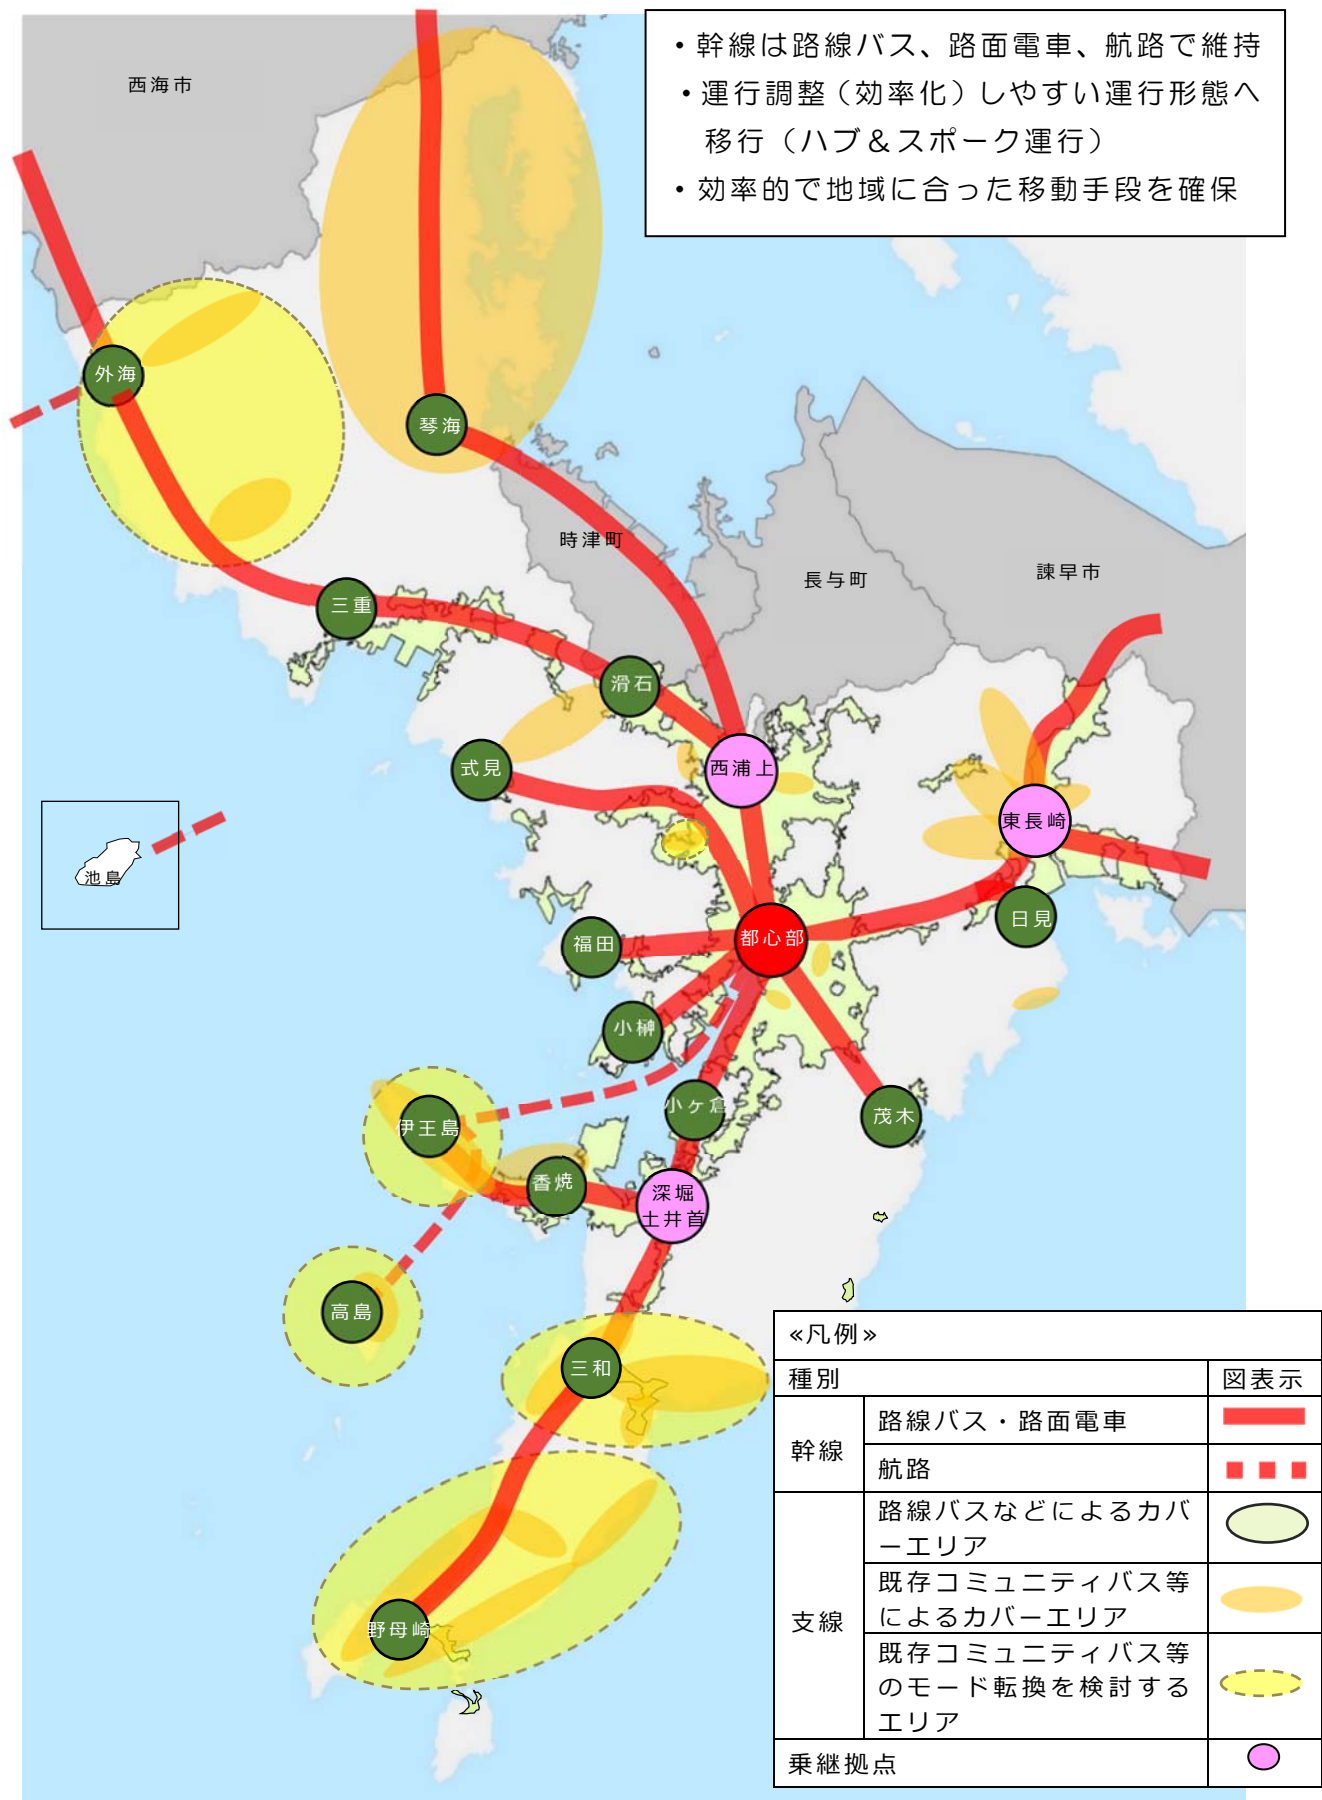 ・幹線は路線バス、路面電車、航路で維持
・運行調整（効率化）しやすい運行形態へ
移行（ハブ＆スポーク運行）
・効率的で地域に合った移動手段を確保
西海市
外海
琴海
時津町
長与町
諫早市
三重
滑石
式見
西浦上
東長崎
池島
福田
都心部
日見
小榊
小ヶ倉
茂木
伊王島
香焼
深堀
土井首
高島
三和
野母崎
≪凡例≫
種別
図表示
幹線
路線バス・路面電車
航路
支線
路線バスなどによるカバ
ーエリア
既存コミュニティバス等
によるカバーエリア
既存コミュニティバス等
のモード転換を検討する
エリア
乗継拠点